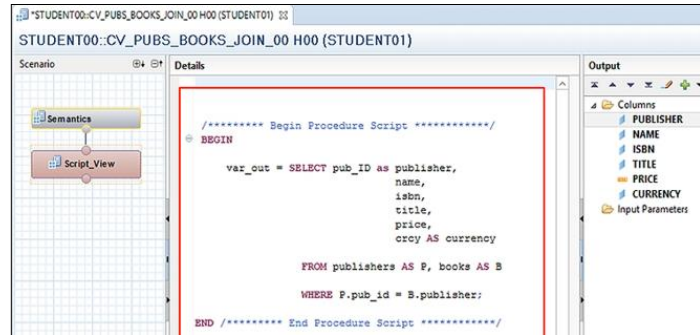 *STUDENT00::CV_PUBS_BOOKS_JOIN_00 H00 (STUDENT01)
STUDENT00::CV_PUBS_BOOKS_JOIN_00 H00 (STUDENT01)
Scenario
Details
Output
Semantics
Script_View
/********* Begin Procedure Script ************/
BEGIN
var_out = SELECT pub_ID as publisher,
name,
isbn,
title,
price,
crcy AS currency
FROM publishers AS P, books AS B
WHERE P.pub_id = B.publisher;
END /********* End Procedure Script ************/
Columns
PUBLISHER
NAME
ISBN
TITLE
PRICE
CURRENCY
Input Parameters